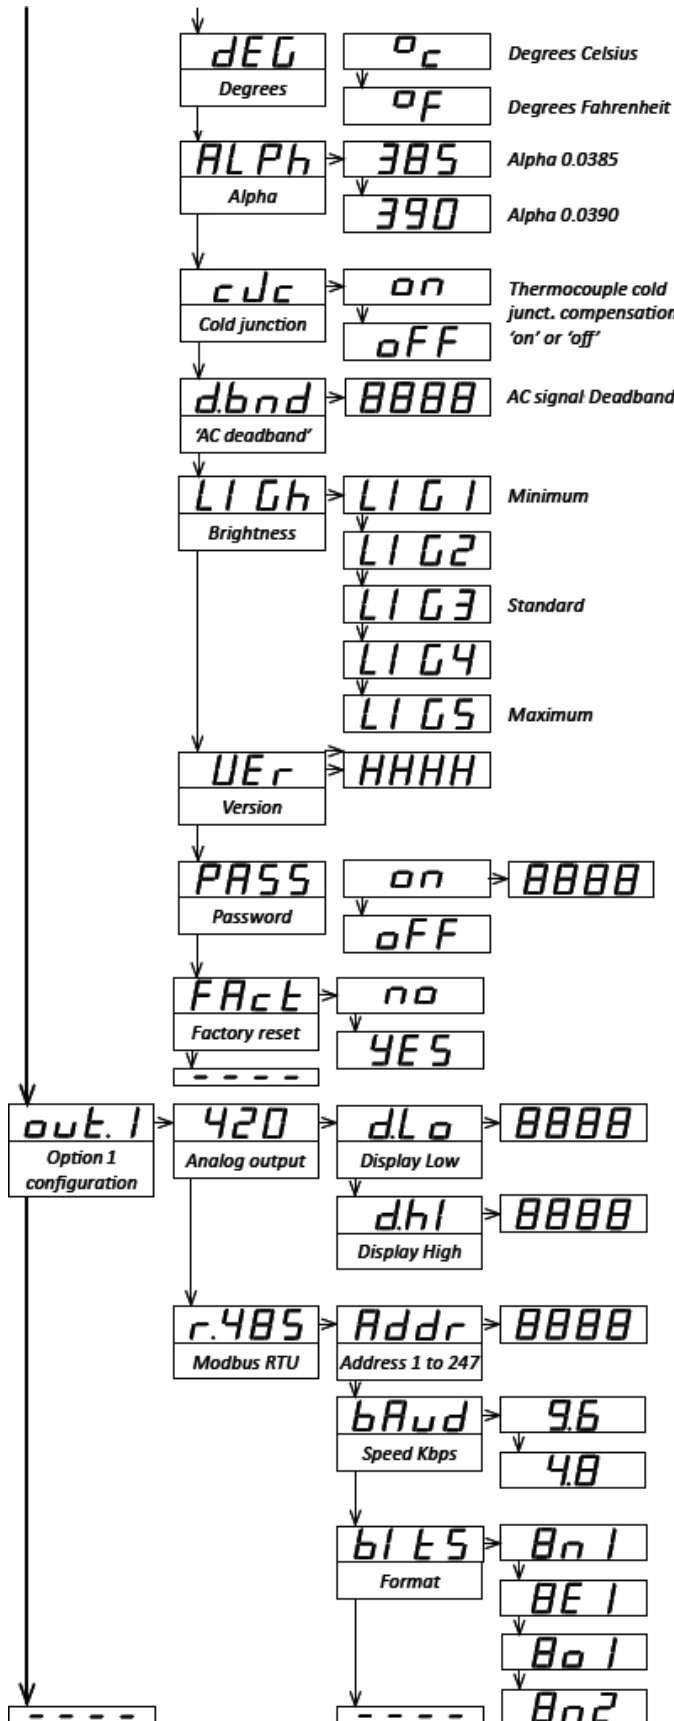 dEG
Degrees
ºc
Degrees Celsius
ºF
Degrees Fahrenheit
ALPh
Alpha
385
Alpha 0.0385
390
Alpha 0.0390
cJc
Cold junction
on
oFF
Thermocouple cold
junct. compensation
‘on’ or ‘off’
d.bnd
‘AC deadband’
8888
AC signal Deadband
LIGh
Brightness
LIG1
Minimum
LIG2
LIG3
Standard
LIG4
LIG5
Maximum
VEr
Version
HHHH
PASS
Password
on
8888
oFF
FAct
Factory reset
no
YES
- - - -
out.1
Option 1
configuration
420
Analog output
d.Lo
Display Low
8888
d.hI
Display High
8888
r.485
Modbus RTU
Addr
Address 1 to 247
8888
bAud
Speed Kbps
9.6
4.8
bItS
Format
8n1
8E1
8o1
8n2
- - - -
- - - -